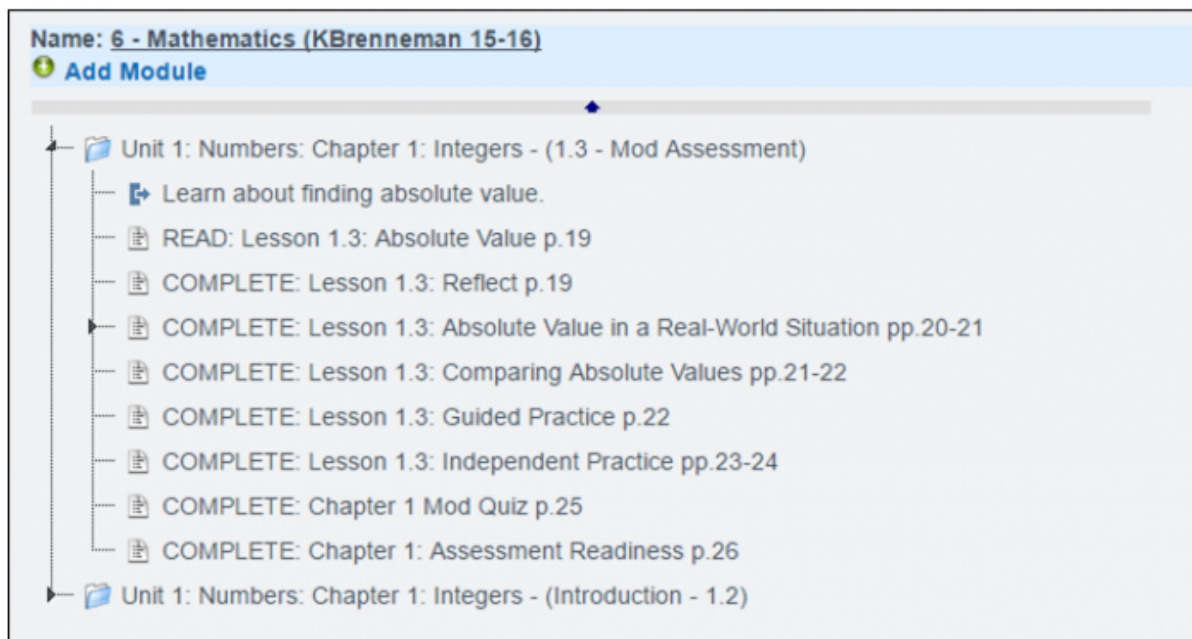 Name: 6 - Mathematics (KBrenneman 15-16)
Add Module
Unit 1: Numbers: Chapter 1: Integers - (1.3 - Mod Assessment)
Learn about finding absolute value.
READ: Lesson 1.3: Absolute Value p.19
COMPLETE: Lesson 1.3: Reflect p.19
COMPLETE: Lesson 1.3: Absolute Value in a Real-World Situation pp.20-21
COMPLETE: Lesson 1.3: Comparing Absolute Values pp.21-22
COMPLETE: Lesson 1.3: Guided Practice p.22
COMPLETE: Lesson 1.3: Independent Practice pp.23-24
COMPLETE: Chapter 1 Mod Quiz p.25
COMPLETE: Chapter 1: Assessment Readiness p.26
Unit 1: Numbers: Chapter 1: Integers - (Introduction - 1.2)